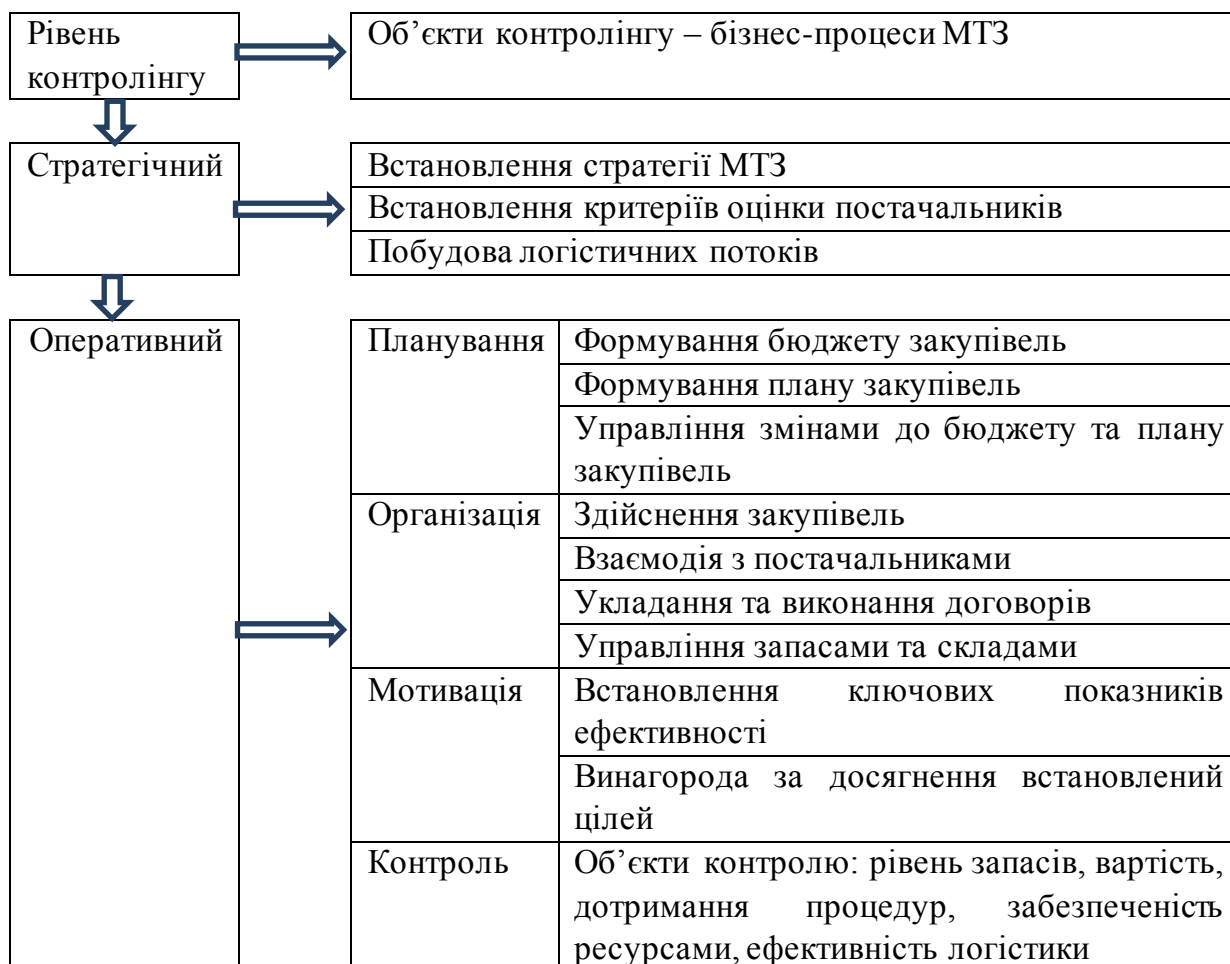 Рівень
контролінгу
Об’єкти контролінгу – бізнес-процеси МТЗ
Стратегічний
Встановлення стратегії МТЗ
Встановлення критеріїв оцінки постачальників
Побудова логістичних потоків
Оперативний
Планування
Формування бюджету закупівель
Формування плану закупівель
Управління змінами до бюджету та плану
закупівель
Організація
Здійснення закупівель
Взаємодія з постачальниками
Укладання та виконання договорів
Управління запасами та складами
Мотивація
Встановлення ключових показників
ефективності
Винагорода за досягнення встановлений
цілей
Контроль
Об’єкти контролю: рівень запасів, вартість,
дотримання процедур, забезпеченість
ресурсами, ефективність логістики